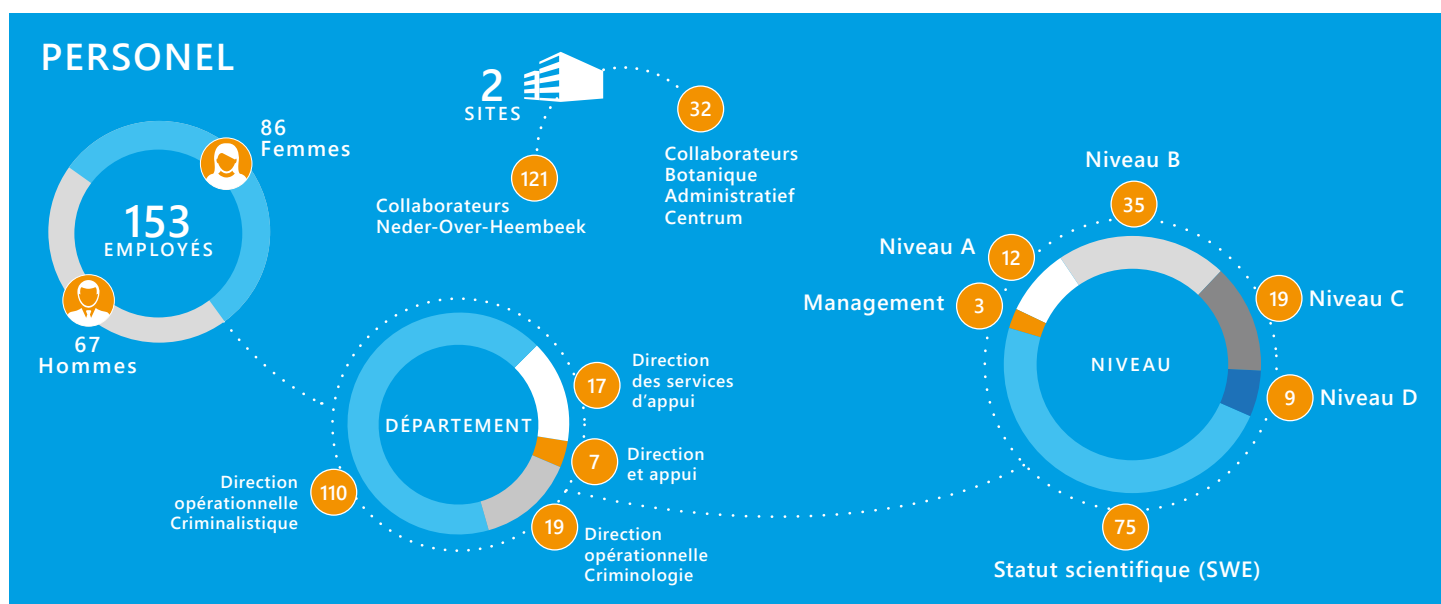 PERSONEL
86
Femmes
153
EMPLOYÉS
67
Hommes
2
SITES
32
Collaborateurs
Botanique
Administratief
Centrum
121
Collaborateurs
Neder-Over-Heembeek
DÉPARTEMENT
17
Direction
des services
d’appui
7
Direction
et appui
19
Direction
opérationnelle
Criminologie
110
Direction
opérationnelle
Criminalistique
NIVEAU
Niveau B
35
Niveau A
12
Management
3
19
Niveau C
9
Niveau D
75
Statut scientifique (SWE)